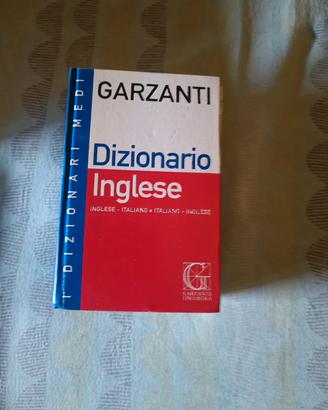 I DIZIONARI MEDI
GARZANTI
Dizionario
Inglese
INGLESE - ITALIANO • ITALIANO - INGLESE
G
GARZANTI
LINGUISTICA